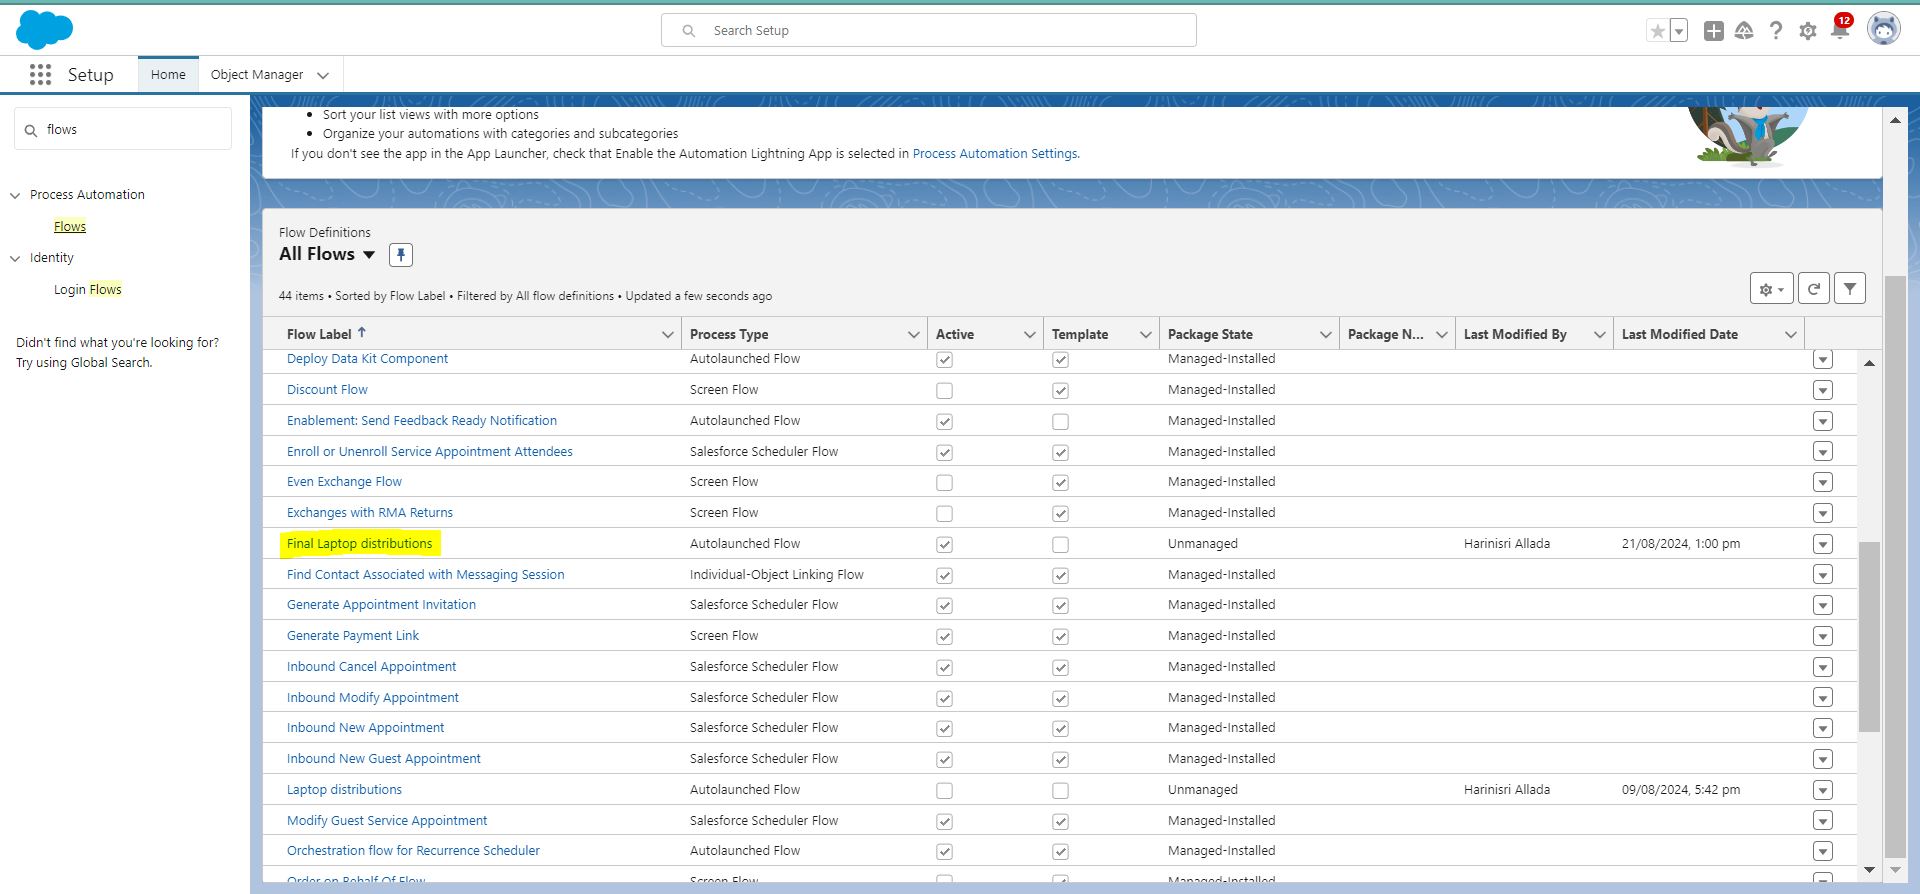 Search Setup
12
Setup
Home
Object Manager
flows
Process Automation
Flows
Identity
Login Flows
Didn't find what you're looking for?
Try using Global Search.
Sort your list views with more options
Organize your automations with categories and subcategories
If you don't see the app in the App Launcher, check that Enable the Automation Lightning App is selected in Process Automation Settings.
Flow Definitions
All Flows
44 items • Sorted by Flow Label • Filtered by All flow definitions • Updated a few seconds ago
Flow Label Process Type Active Template Package State Package N... Last Modified By Last Modified Date
Deploy Data Kit Component Autolaunched Flow Managed-Installed
Discount Flow Screen Flow Managed-Installed
Enablement: Send Feedback Ready Notification Autolaunched Flow Managed-Installed
Enroll or Unenroll Service Appointment Attendees Salesforce Scheduler Flow Managed-Installed
Even Exchange Flow Screen Flow Managed-Installed
Exchanges with RMA Returns Screen Flow Managed-Installed
Final Laptop distributions Autolaunched Flow Unmanaged Harinisri Allada 21/08/2024, 1:00 pm
Find Contact Associated with Messaging Session Individual-Object Linking Flow Managed-Installed
Generate Appointment Invitation Salesforce Scheduler Flow Managed-Installed
Generate Payment Link Screen Flow Managed-Installed
Inbound Cancel Appointment Salesforce Scheduler Flow Managed-Installed
Inbound Modify Appointment Salesforce Scheduler Flow Managed-Installed
Inbound New Appointment Salesforce Scheduler Flow Managed-Installed
Inbound New Guest Appointment Salesforce Scheduler Flow Managed-Installed
Laptop distributions Autolaunched Flow Unmanaged Harinisri Allada 09/08/2024, 5:42 pm
Modify Guest Service Appointment Salesforce Scheduler Flow Managed-Installed
Orchestration flow for Recurrence Scheduler Autolaunched Flow Managed-Installed
Order on Behalf Of Flow Screen Flow Managed-Installed